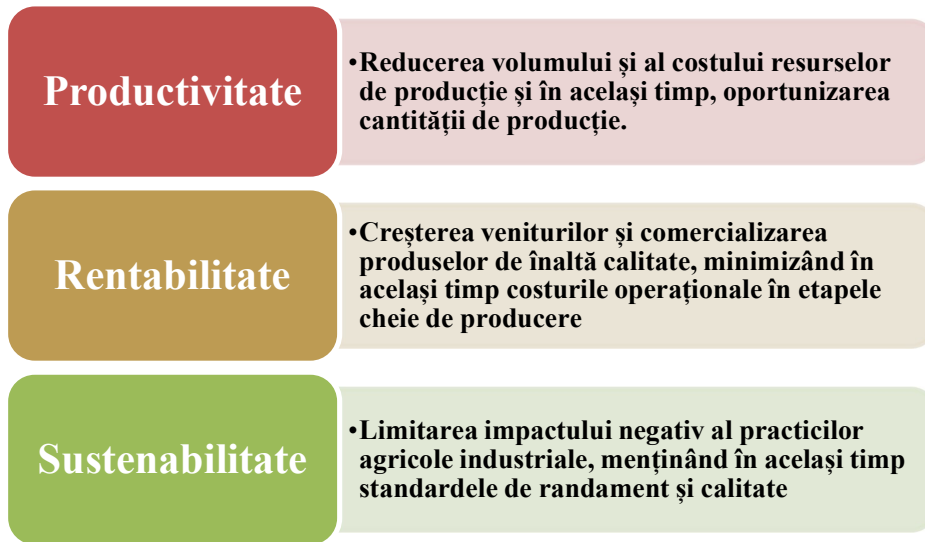 Productivitate
•Reducerea volumului și al costului resurselor
de producție și în același timp, oportunizarea
cantității de producție.
Rentabilitate
•Creșterea veniturilor și comercializarea
produselor de înaltă calitate, minimizând în
același timp costurile operaționale în etapele
cheie de producere
Sustenabilitate
•Limitarea impactului negativ al practicilor
agricole industriale, menținând în același timp
standardele de randament și calitate